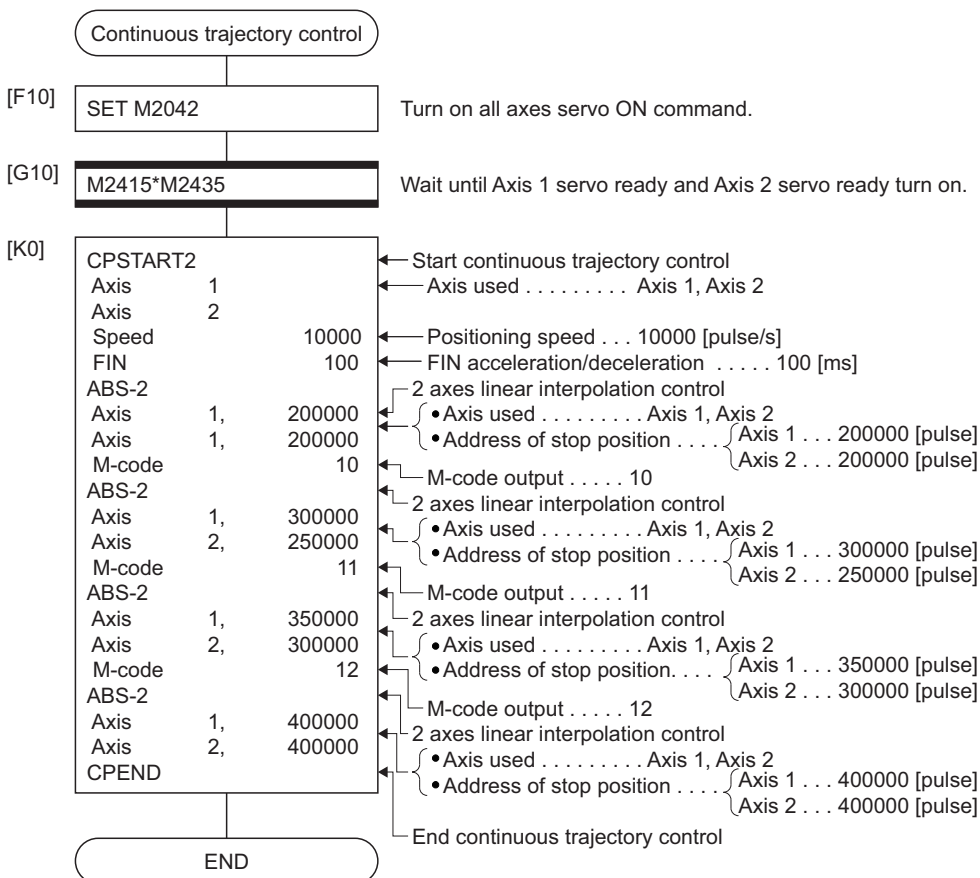 Continuous trajectory control
[F10] SET M2042 Turn on all axes servo ON command.
[G10] M2415*M2435 Wait until Axis 1 servo ready and Axis 2 servo ready turn on.
[K0]
CPSTART2 Start continuous trajectory control
Axis 1 Axis used . . . . . . . . . Axis 1, Axis 2
Axis 2
Speed 10000 Positioning speed . . . 10000 [pulse/s]
FIN 100 FIN acceleration/deceleration . . . . . 100 [ms]
ABS-2 2 axes linear interpolation control
Axis 1, 200000 • Axis used . . . . . . . . . Axis 1, Axis 2
Axis 1, 200000 • Address of stop position . . . . Axis 1 . . . 200000 [pulse]
Axis 2 . . . 200000 [pulse]
M-code 10 M-code output . . . . . 10
ABS-2 2 axes linear interpolation control
Axis 1, 300000 • Axis used . . . . . . . . . Axis 1, Axis 2
Axis 2, 250000 • Address of stop position . . . . Axis 1 . . . 300000 [pulse]
Axis 2 . . . 250000 [pulse]
M-code 11 M-code output . . . . . 11
ABS-2 2 axes linear interpolation control
Axis 1, 350000 • Axis used . . . . . . . . . Axis 1, Axis 2
Axis 2, 300000 • Address of stop position. . . . Axis 1 . . . 350000 [pulse]
Axis 2 . . . 300000 [pulse]
M-code 12 M-code output . . . . . 12
ABS-2 2 axes linear interpolation control
Axis 1, 400000 • Axis used . . . . . . . . . Axis 1, Axis 2
Axis 2, 400000 • Address of stop position . . . . Axis 1 . . . 400000 [pulse]
Axis 2 . . . 400000 [pulse]
CPEND End continuous trajectory control
END